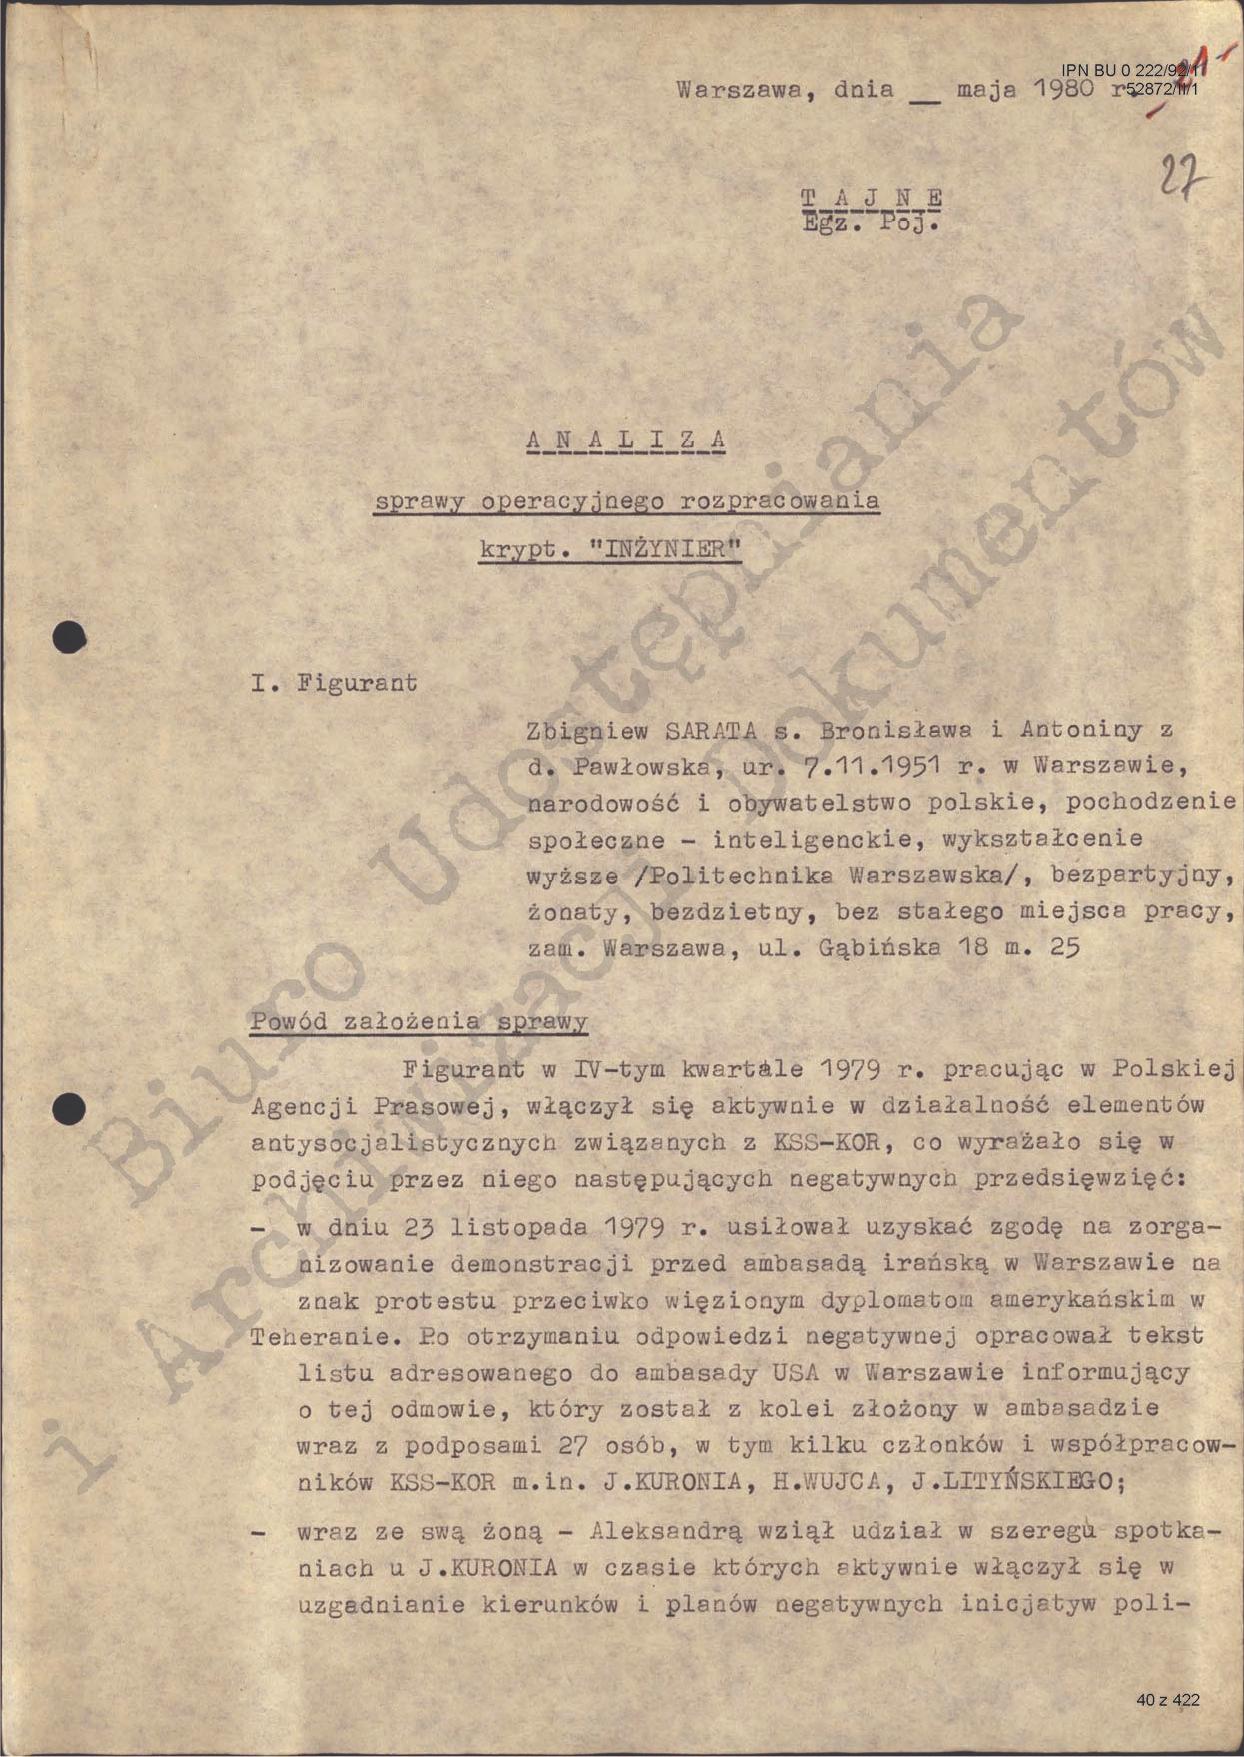 IPN BU 0 222/92/1
Warszawa, dnia __ maja 1980 r.
52872/II/1
27
T A J N E
Egz. Poj.
A N A L I Z A
sprawy operacyjnego rozpracowania
krypt. "INŻYNIER"
I. Figurant
Zbigniew SARATA s. Bronisława i Antoniny z
d. Pawłowska, ur. 7.11.1951 r. w Warszawie,
narodowość i obywatelstwo polskie, pochodzenie
społeczne - inteligenckie, wykształcenie
wyższe /Politechnika Warszawska/, bezpartyjny,
żonaty, bezdzietny, bez stałego miejsca pracy,
zam. Warszawa, ul. Gąbińska 18 m. 25
Powód założenia sprawy
Figurant w IV-tym kwartale 1979 r. pracując w Polskiej
Agencji Prasowej, włączył się aktywnie w działalność elementów
antysocjalistycznych związanych z KSS-KOR, co wyrażało się w
podjęciu przez niego następujących negatywnych przedsięwzięć:
- w dniu 23 listopada 1979 r. usiłował uzyskać zgodę na zorga-
nizowanie demonstracji przed ambasadą irańską w Warszawie na
znak protestu przeciwko więzionym dyplomatom amerykańskim w
Teheranie. Po otrzymaniu odpowiedzi negatywnej opracował tekst
listu adresowanego do ambasady USA w Warszawie informujący
o tej odmowie, który został z kolei złożony w ambasadzie
wraz z podposami 27 osób, w tym kilku członków i współpracow-
ników KSS-KOR m.in. J.KURONIA, H.WUJCA, J.LITYŃSKIEGO;
- wraz ze swą żoną - Aleksandrą wziął udział w szeregu spotka-
niach u J.KURONIA w czasie których aktywnie włączył się w
uzgadnianie kierunków i planów negatywnych inicjatyw poli-
40 z 422
Biuro Udostępniania
i Archiwizacji Dokumentów